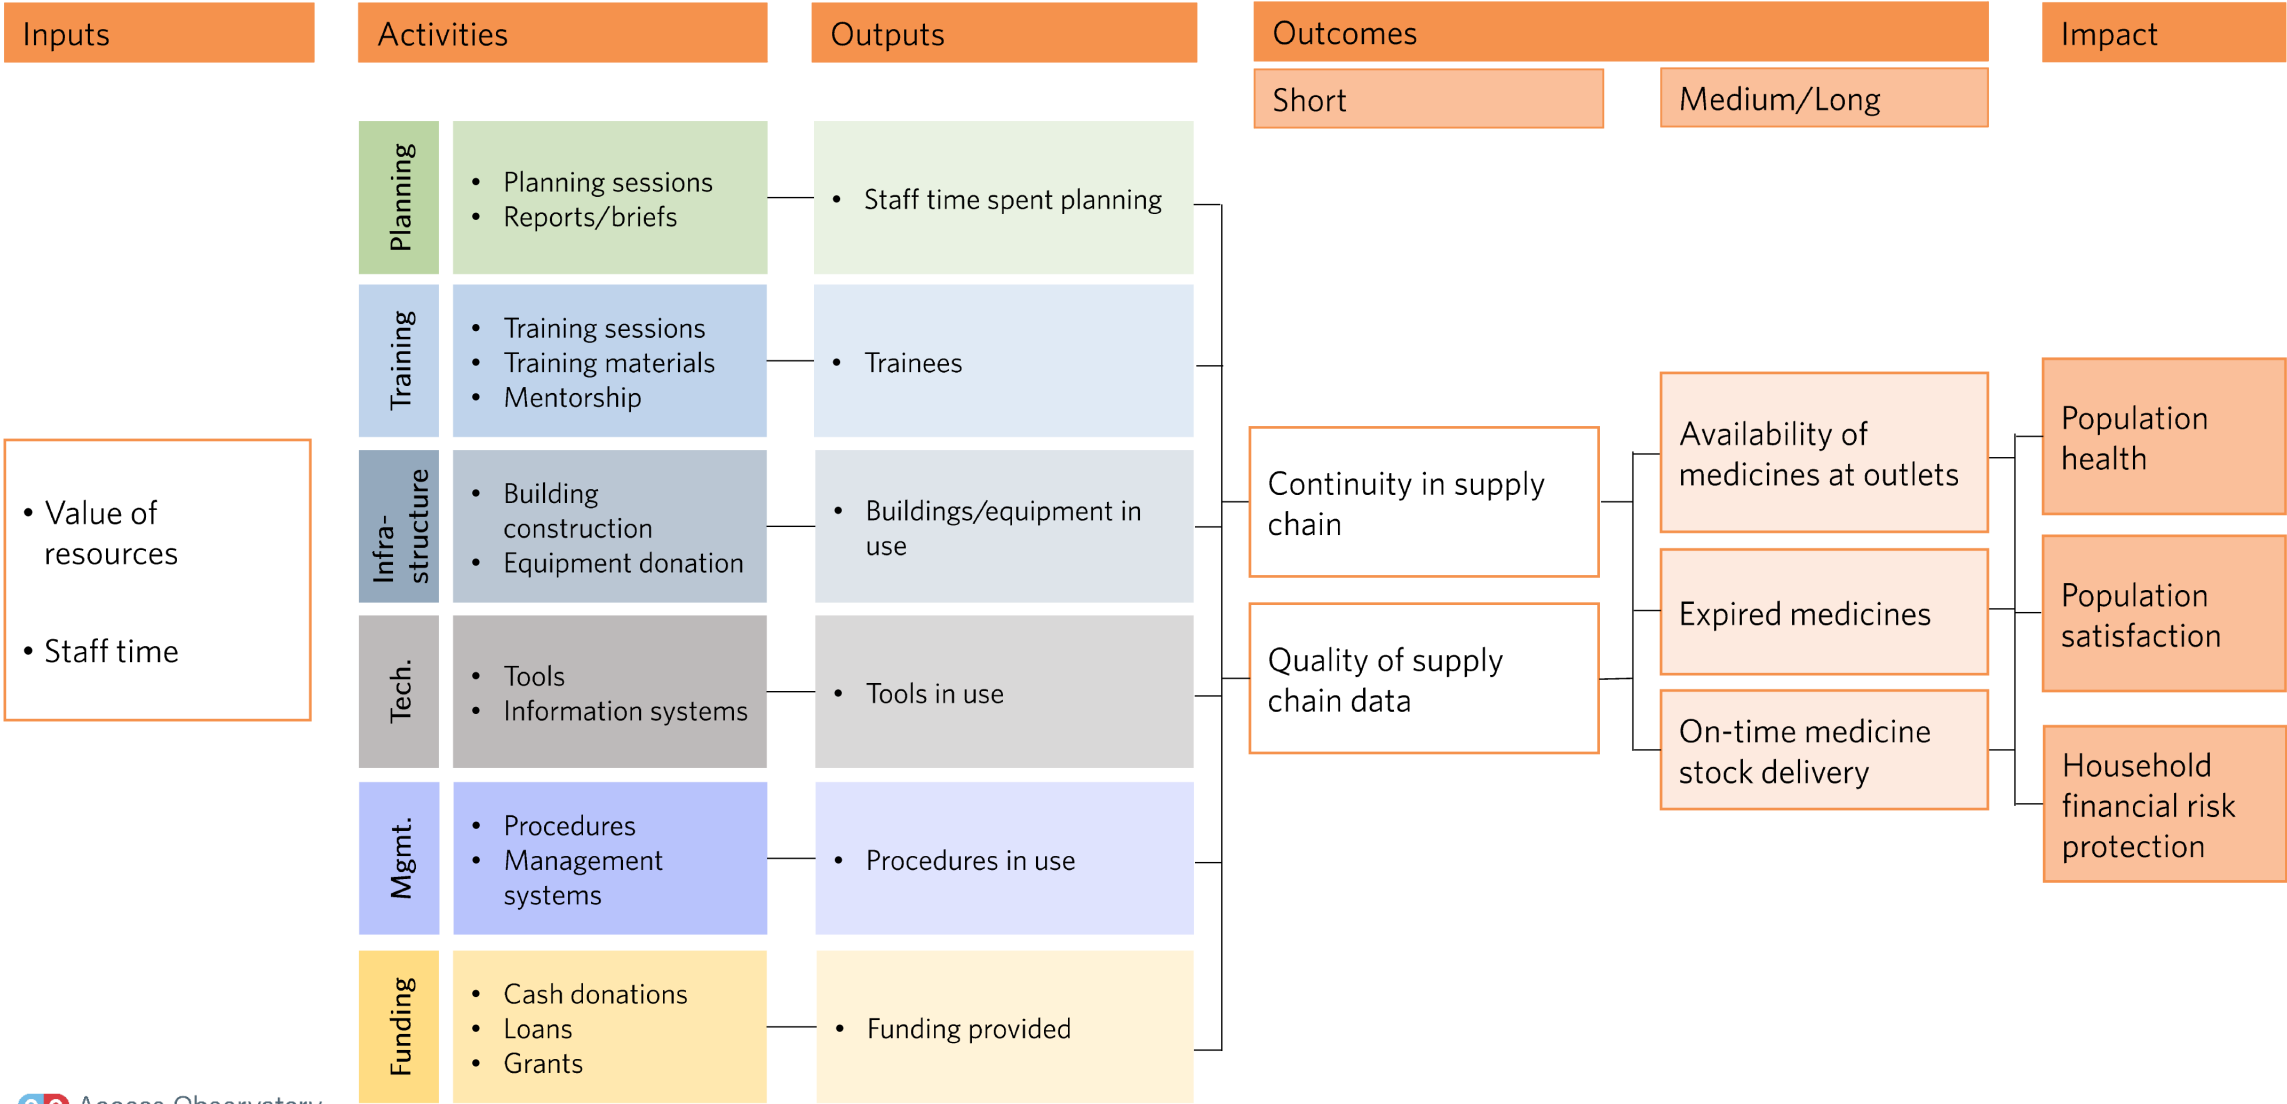 Inputs
Activities
Outputs
Outcomes
Impact
Short
Medium/Long
• Value of
resources
• Staff time
Planning
• Planning sessions
• Reports/briefs
• Staff time spent planning
Training
• Training sessions
• Training materials
• Mentorship
• Trainees
Infra-
structure
• Building
construction
• Equipment donation
• Buildings/equipment in
use
Tech.
• Tools
• Information systems
• Tools in use
Mgmt.
• Procedures
• Management
systems
• Procedures in use
Funding
• Cash donations
• Loans
• Grants
• Funding provided
Continuity in supply
chain
Quality of supply
chain data
Availability of
medicines at outlets
Expired medicines
On-time medicine
stock delivery
Population
health
Population
satisfaction
Household
financial risk
protection
Access Observatory